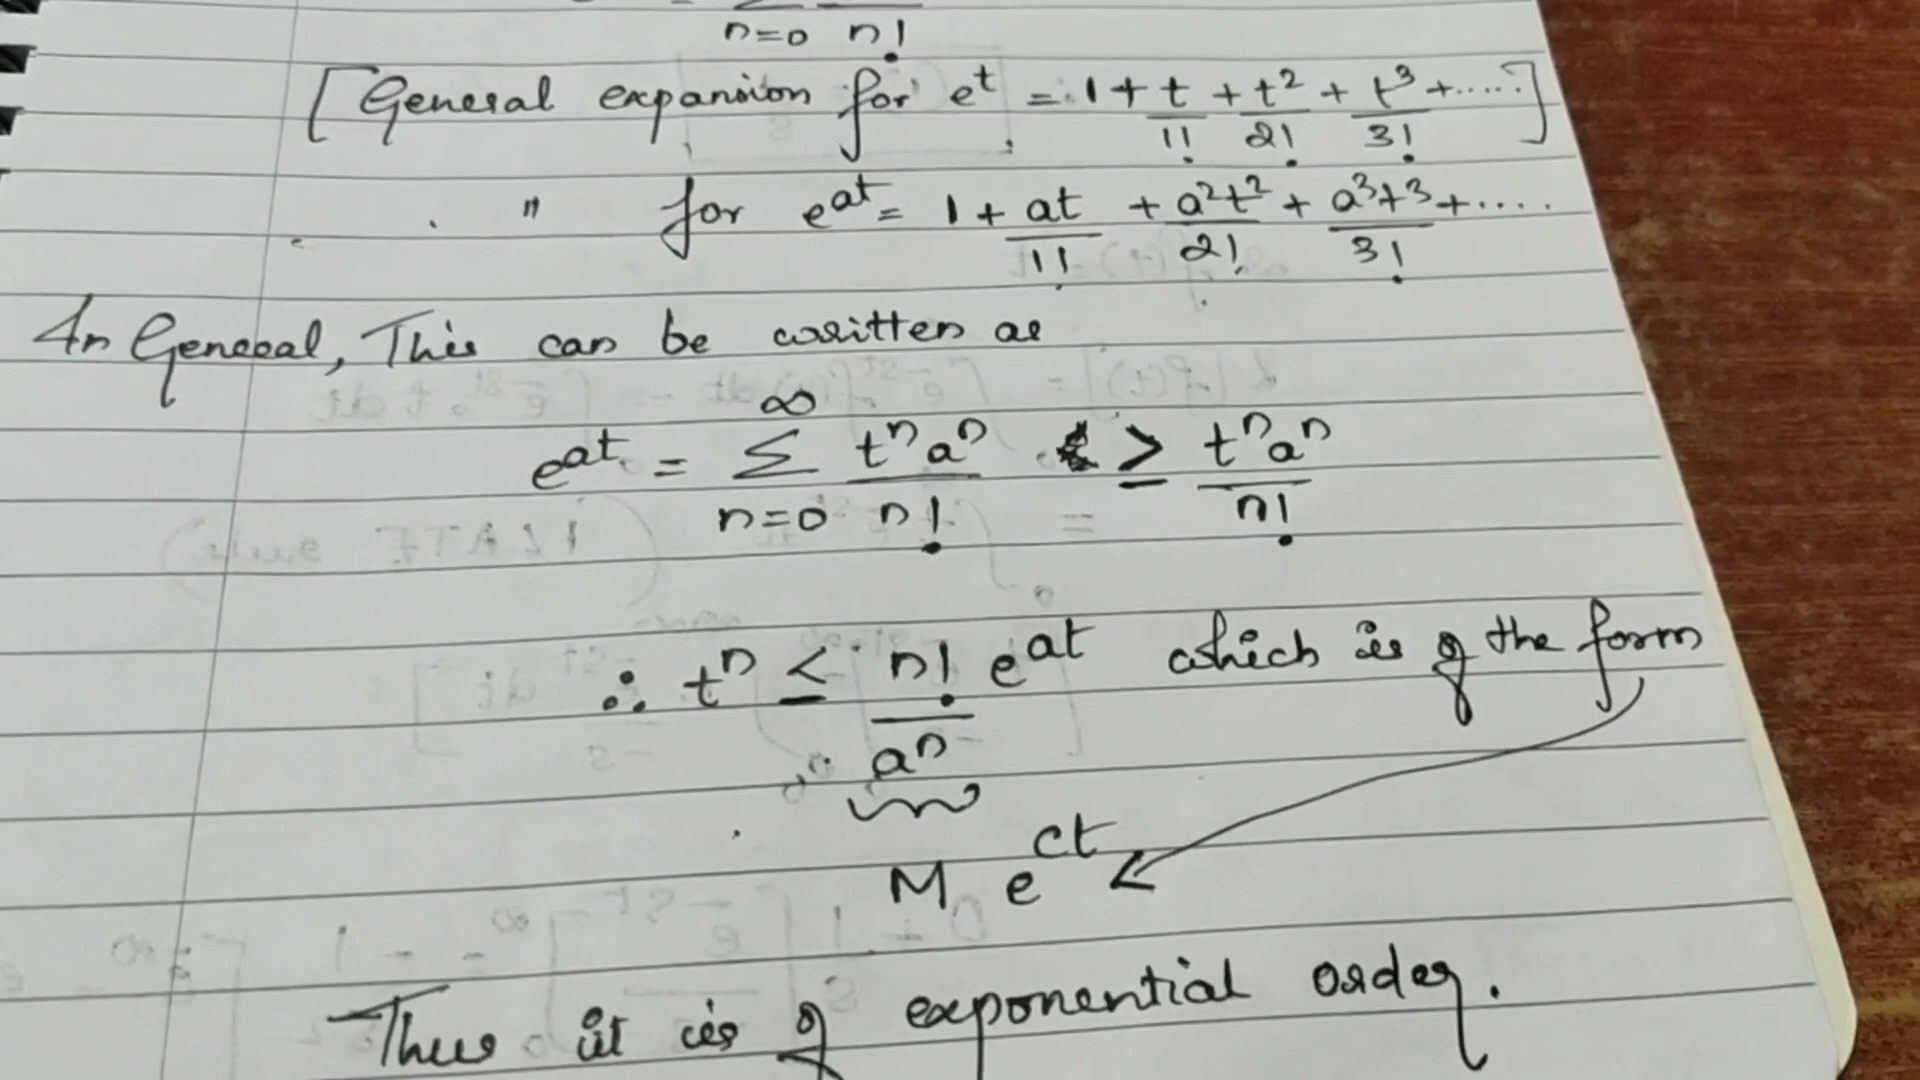 n=0 n!
[General expansion for e^t = 1 + t/1! + t²/2! + t³/3! + .....]
" for e^at = 1 + at/1! + a²t²/2! + a³t³/3! + ....
In General, This can be written as
e^at = ∞ Σ n=0 tⁿaⁿ/n! ≥ tⁿaⁿ/n!
∴ tⁿ ≤ n!/aⁿ e^at which is of the form
M e^ct
Thus it is of exponential order.